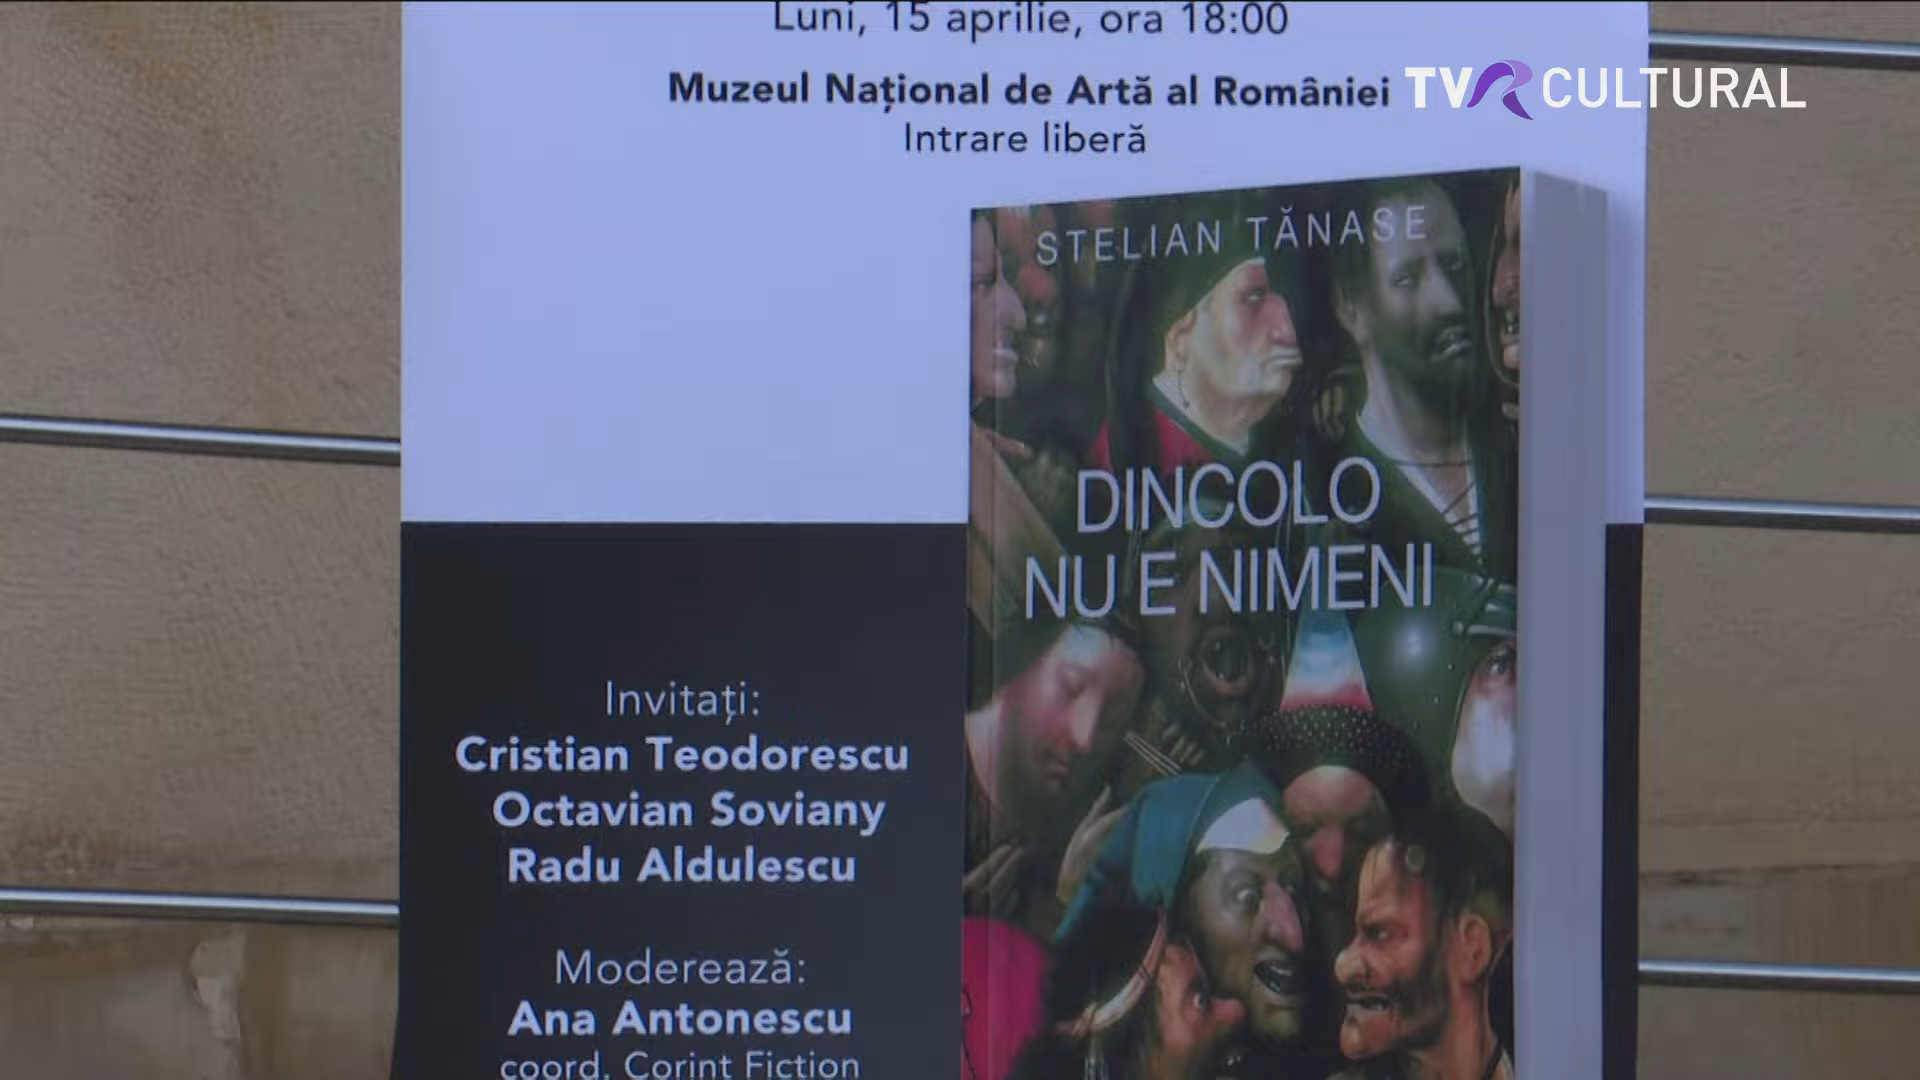 Luni, 15 aprilie, ora 18:00
Muzeul Național de Artă al României
Intrare liberă
TVR CULTURAL
STELIAN TĂNASE
DINCOLO
NU E NIMENI
Invitați:
Cristian Teodorescu
Octavian Soviany
Radu Aldulescu
Moderează:
Ana Antonescu
coord. Corint Fiction